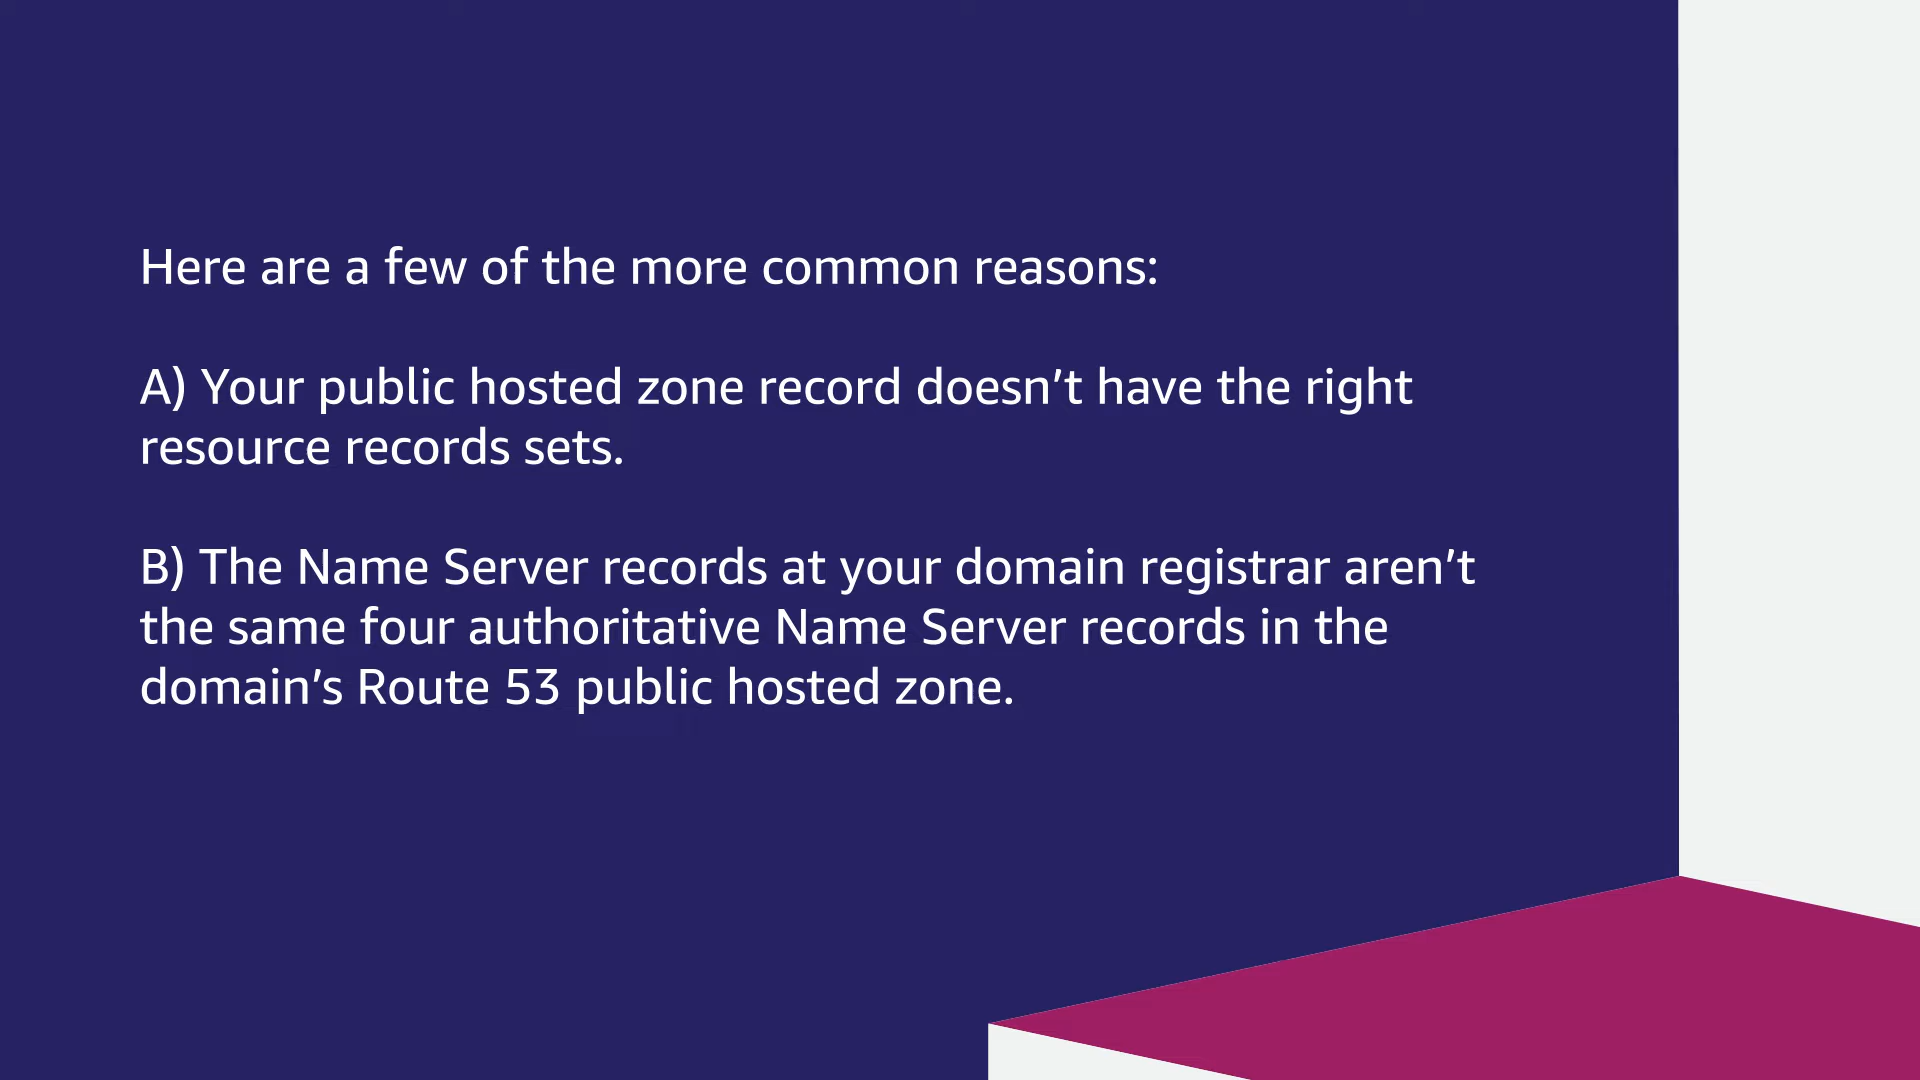 Here are a few of the more common reasons:
A) Your public hosted zone record doesn’t have the right
resource records sets.
B) The Name Server records at your domain registrar aren’t
the same four authoritative Name Server records in the
domain’s Route 53 public hosted zone.